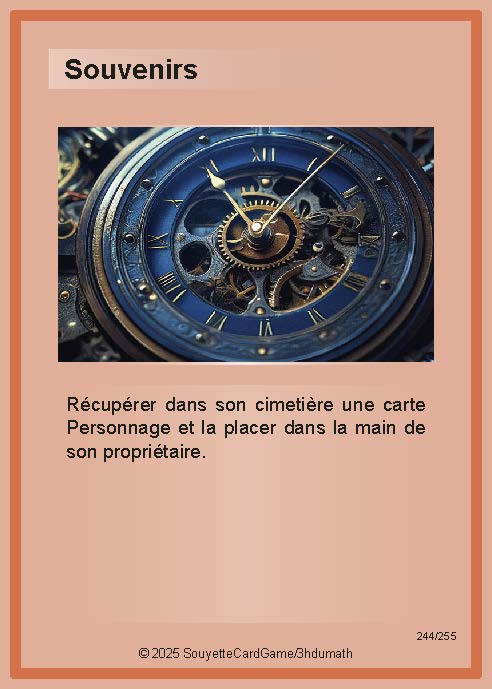 Souvenirs
XII
Récupérer dans son cimetière une carte
Personnage et la placer dans la main de
son propriétaire.
244/255
© 2025 SouyetteCardGame/3hdumath